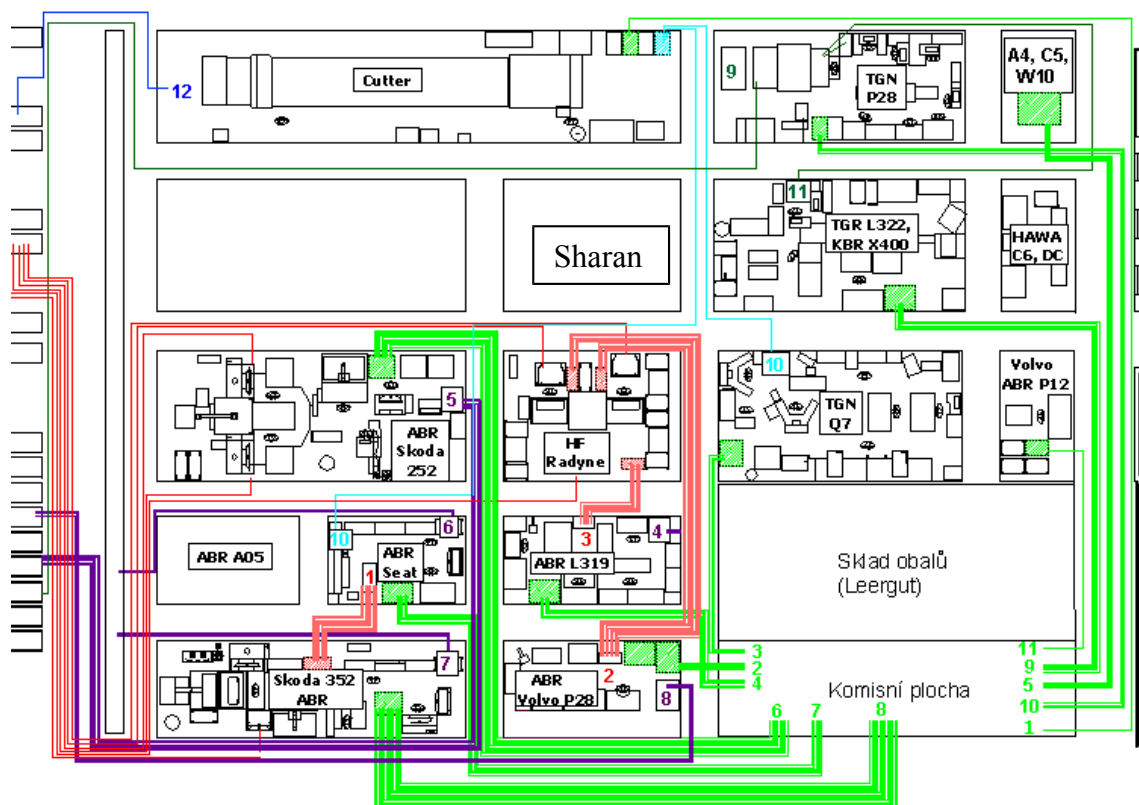 12
Cutter
9
TGN
P28
A4, C5,
W10
11
TGR L322,
KBR X400
HAWA
C6, DC
Sharan
5
ABR
Skoda
252
HF
Radyne
10
TGN
Q7
Volvo
ABR P12
ABR A05
10
6
ABR
Seat
1
3
4
ABR L319
Sklad obalů
(Leergut)
7
Skoda 352
ABR
2
ABR
Volvo P28
8
3
2
4
Komisní plocha
6
7
8
11
9
5
10
1